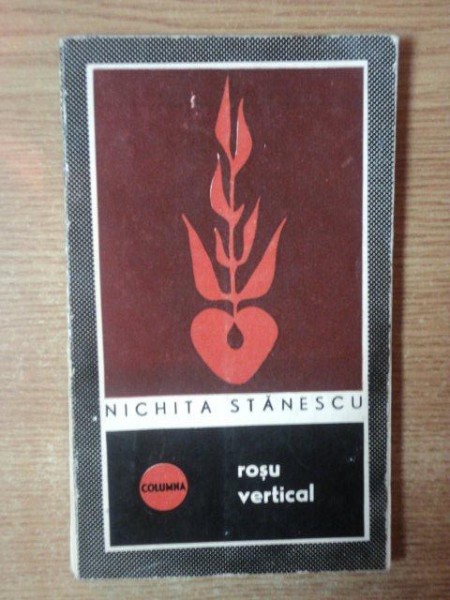 NICHITA STĂNESCU
COLUMNA
roșu
vertical